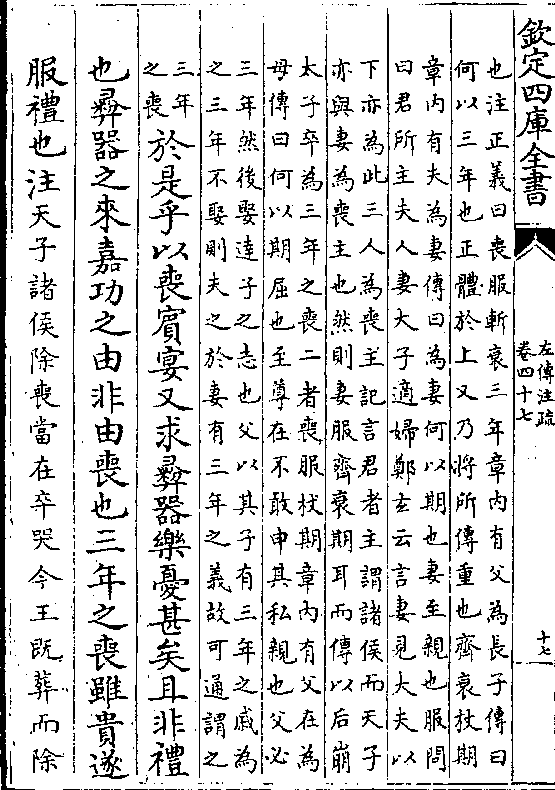 欽定四庫全書
左傳注疏
卷四十七
十七
也注正義曰喪服斬衰三年章内有父為長子傳曰
何以三年也正體於上又乃將所傳重也齊衰杖期
章内有夫為妻傳曰為妻何以期也妻至親也服問
曰君所主夫人妻大子適婦鄭𤣥云言妻見大夫以
下亦為此三人為喪主記言君者主謂諸侯而天子
亦與妻為喪主也然則妻服齊衰期耳而傳以后崩
太子卒為三年之喪二者喪服杖期章内有父在為
母傳曰何以期屈也至尊在不敢申其私親也父必
三年然後娶達子之志也父以其子有三年之戚為
之三年不娶則夫之於妻有三年之義故可通謂之
三年
之喪
於是乎以喪賓宴又求彞器樂憂甚矣且非禮
也彞器之來嘉功之由非由喪也三年之喪雖貴遂
服禮也注天子諸侯除喪當在卒哭今王既葬而除